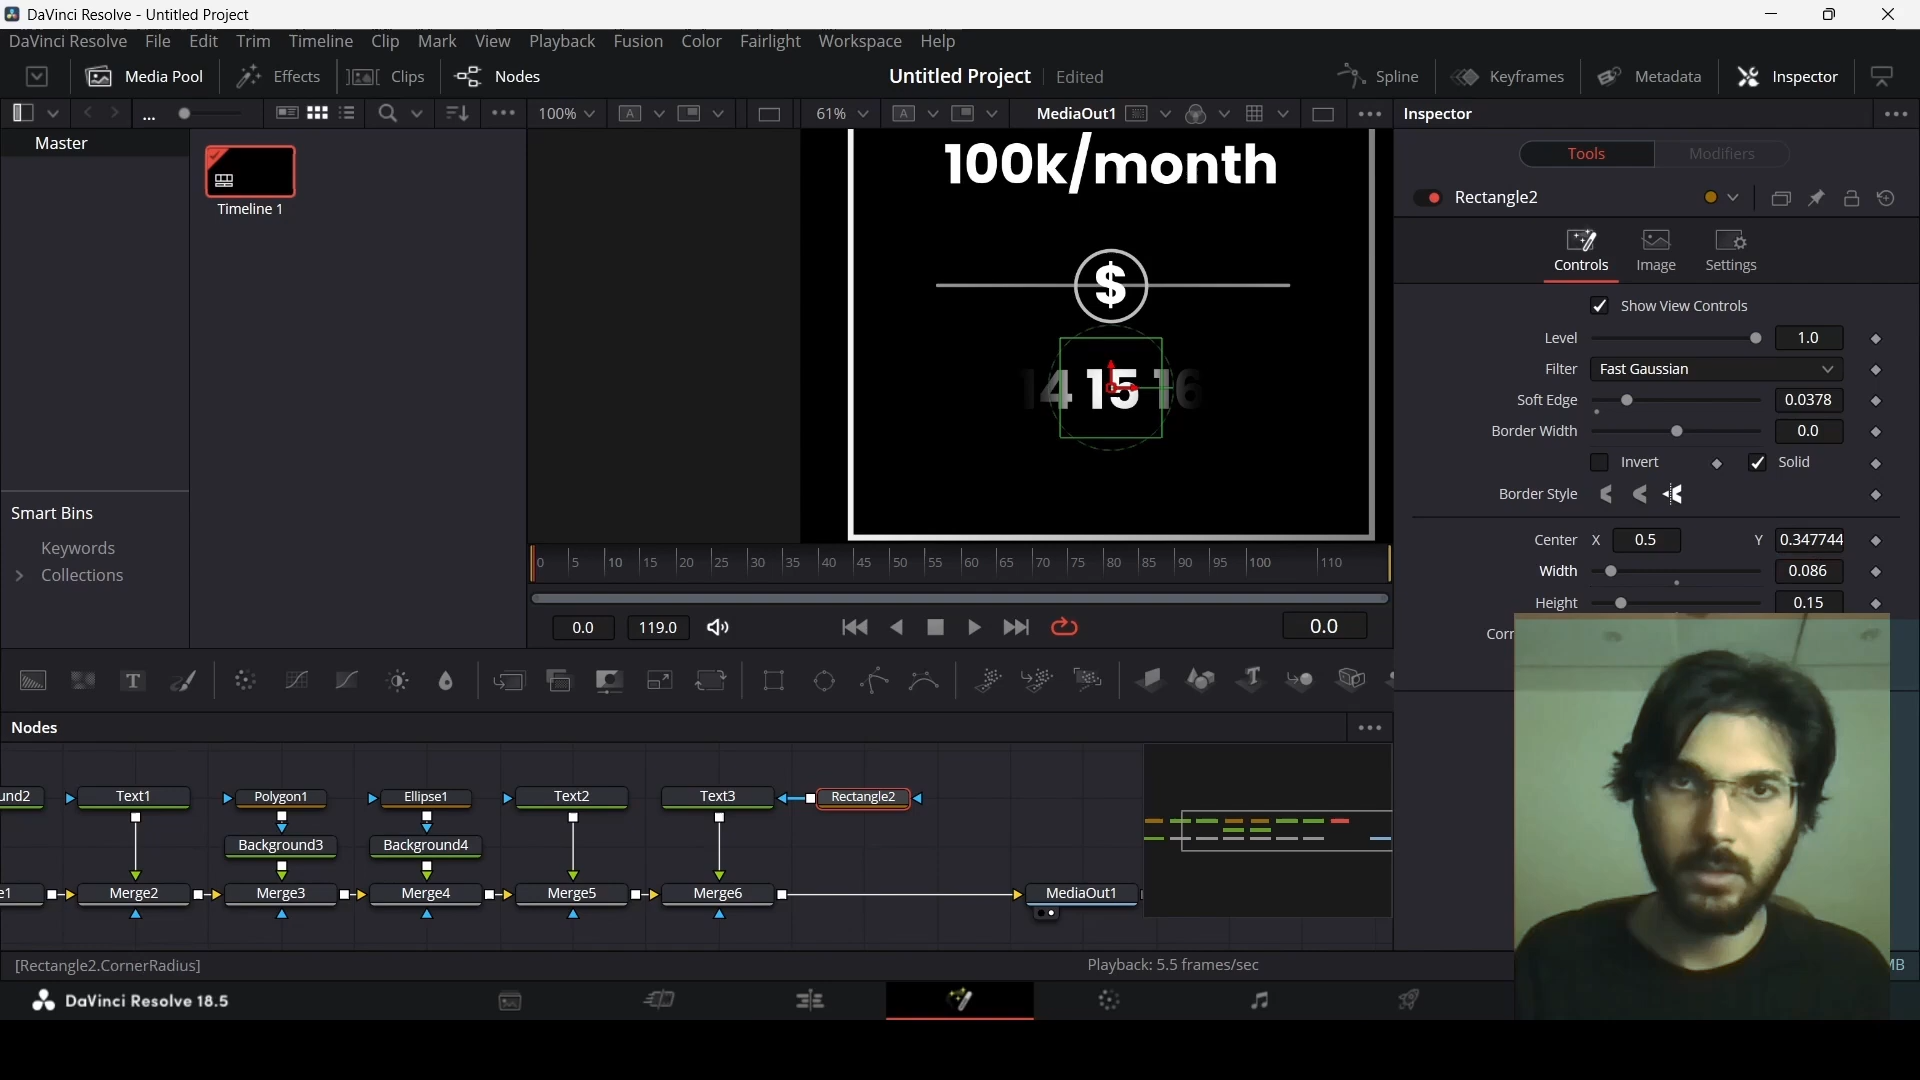 DaVinci Resolve - Untitled Project
DaVinci Resolve File Edit Trim Timeline Clip Mark View Playback Fusion Color Fairlight Workspace Help
Media Pool Effects Clips Nodes Untitled Project Edited Spline Keyframes Metadata Inspector
... 100% A 61% A MediaOut1 Inspector
Master
Timeline 1
Smart Bins
Keywords
Collections
100k/month
$
14 15 16
0 5 10 15 20 25 30 35 40 45 50 55 60 65 70 75 80 85 90 95 100 110
0.0 119.0 0.0
Tools Modifiers
Rectangle2
Controls Image Settings
Show View Controls
Level 1.0
Filter Fast Gaussian
Soft Edge 0.0378
Border Width 0.0
Invert Solid
Border Style
Center X 0.5 Y 0.347744
Width 0.086
Height 0.15
Corr
T T
Nodes
und2 Text1 Polygon1 Ellipse1 Text2 Text3 Rectangle2
Background3 Background4
e1 Merge2 Merge3 Merge4 Merge5 Merge6 MediaOut1
[Rectangle2.CornerRadius] Playback: 5.5 frames/sec MB
DaVinci Resolve 18.5